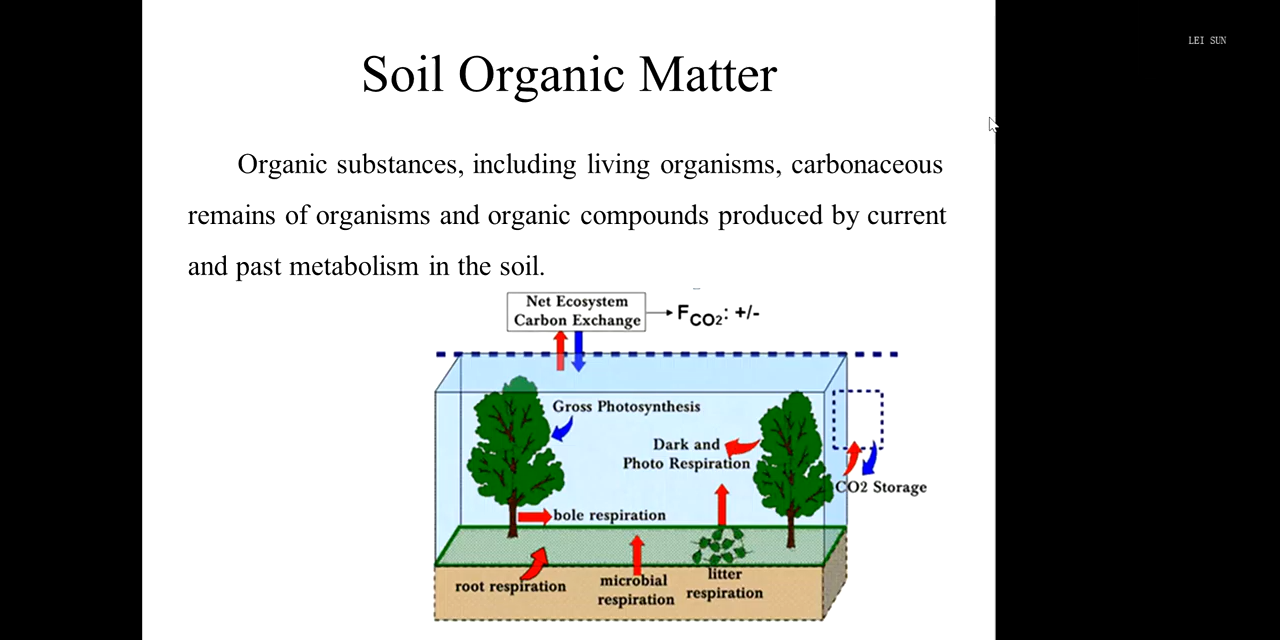 LEI SUN
Soil Organic Matter
Organic substances, including living organisms, carbonaceous
remains of organisms and organic compounds produced by current
and past metabolism in the soil.
Net Ecosystem
Carbon Exchange
FCO2: +/-
Gross Photosynthesis
Dark and
Photo Respiration
CO2 Storage
bole respiration
root respiration
microbial
respiration
litter
respiration